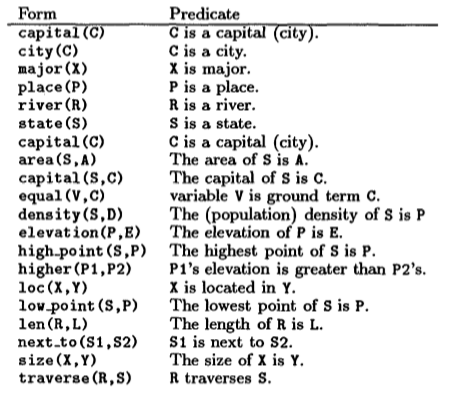 Form Predicate
capital(C) C is a capital (city).
city(C) C is a city.
major(X) X is major.
place(P) P is a place.
river(R) R is a river.
state(S) S is a state.
capital(C) C is a capital (city).
area(S,A) The area of S is A.
capital(S,C) The capital of S is C.
equal(V,C) variable V is ground term C.
density(S,D) The (population) density of S is P
elevation(P,E) The elevation of P is E.
high_point(S,P) The highest point of S is P.
higher(P1,P2) P1's elevation is greater than P2's.
loc(X,Y) X is located in Y.
low_point(S,P) The lowest point of S is P.
len(R,L) The length of R is L.
next_to(S1,S2) S1 is next to S2.
size(X,Y) The size of X is Y.
traverse(R,S) R traverses S.